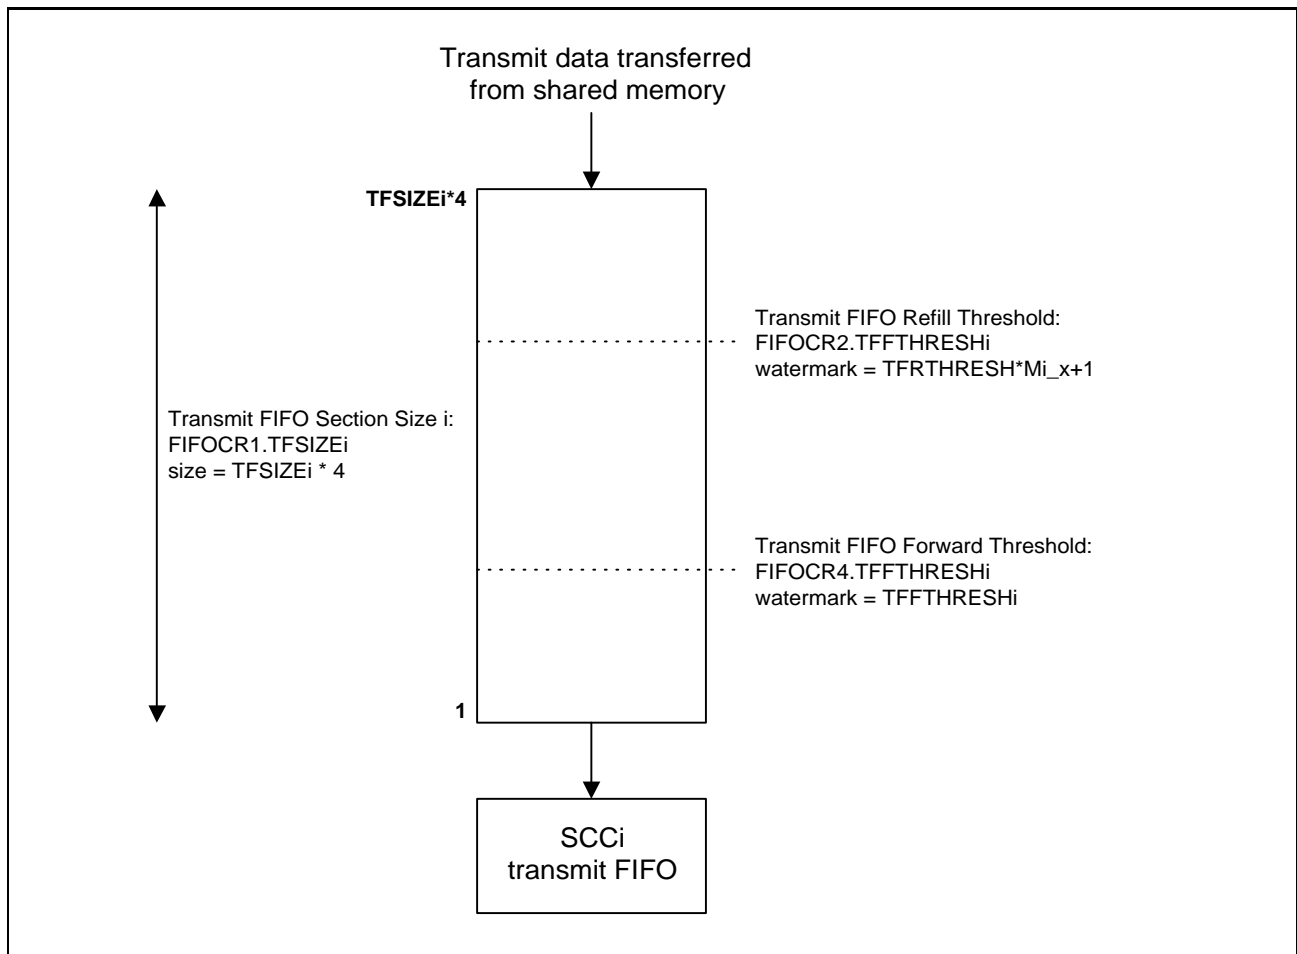 Transmit data transferred
from shared memory
TFSIZEi*4
Transmit FIFO Refill Threshold:
FIFOCR2.TFFTHRESHi
watermark = TFRTHRESH*Mi_x+1
Transmit FIFO Section Size i:
FIFOCR1.TFSIZEi
size = TFSIZEi * 4
Transmit FIFO Forward Threshold:
FIFOCR4.TFFTHRESHi
watermark = TFFTHRESHi
1
SCCi
transmit FIFO